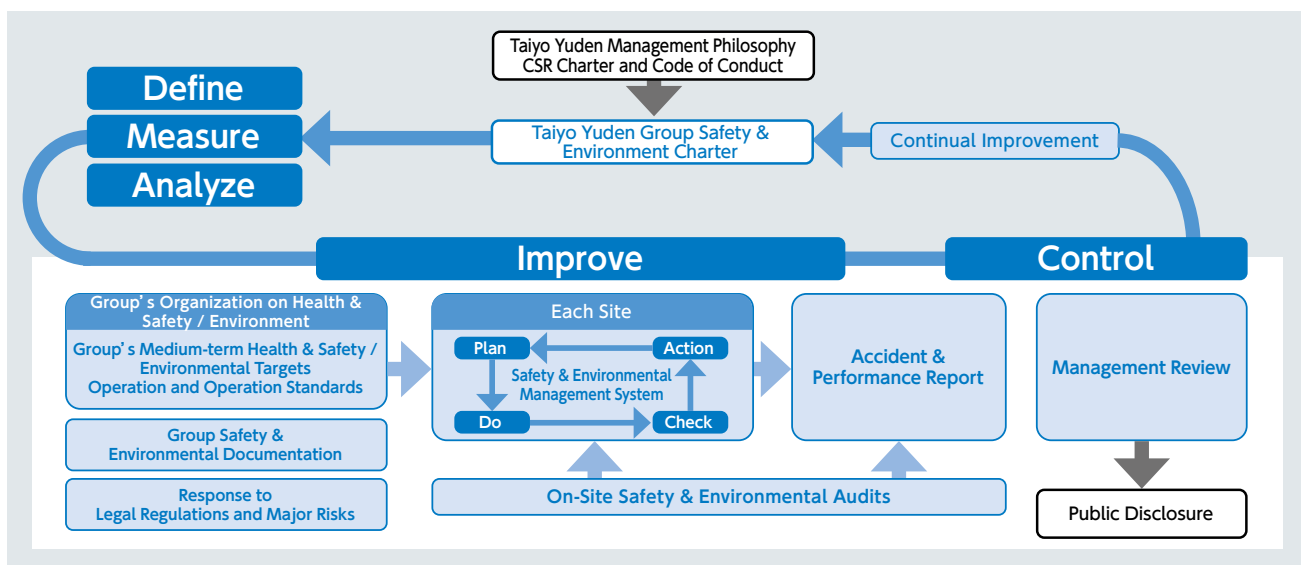 Taiyo Yuden Management Philosophy
CSR Charter and Code of Conduct
Define
Measure
Analyze
Taiyo Yuden Group Safety &
Environment Charter
Continual Improvement
Improve
Control
Group's Organization on Health &
Safety / Environment
Group's Medium-term Health & Safety /
Environmental Targets
Operation and Operation Standards
Group Safety &
Environmental Documentation
Response to
Legal Regulations and Major Risks
Each Site
Plan
Action
Safety & Environmental
Management System
Do
Check
Accident &
Performance Report
On-Site Safety & Environmental Audits
Management Review
Public Disclosure